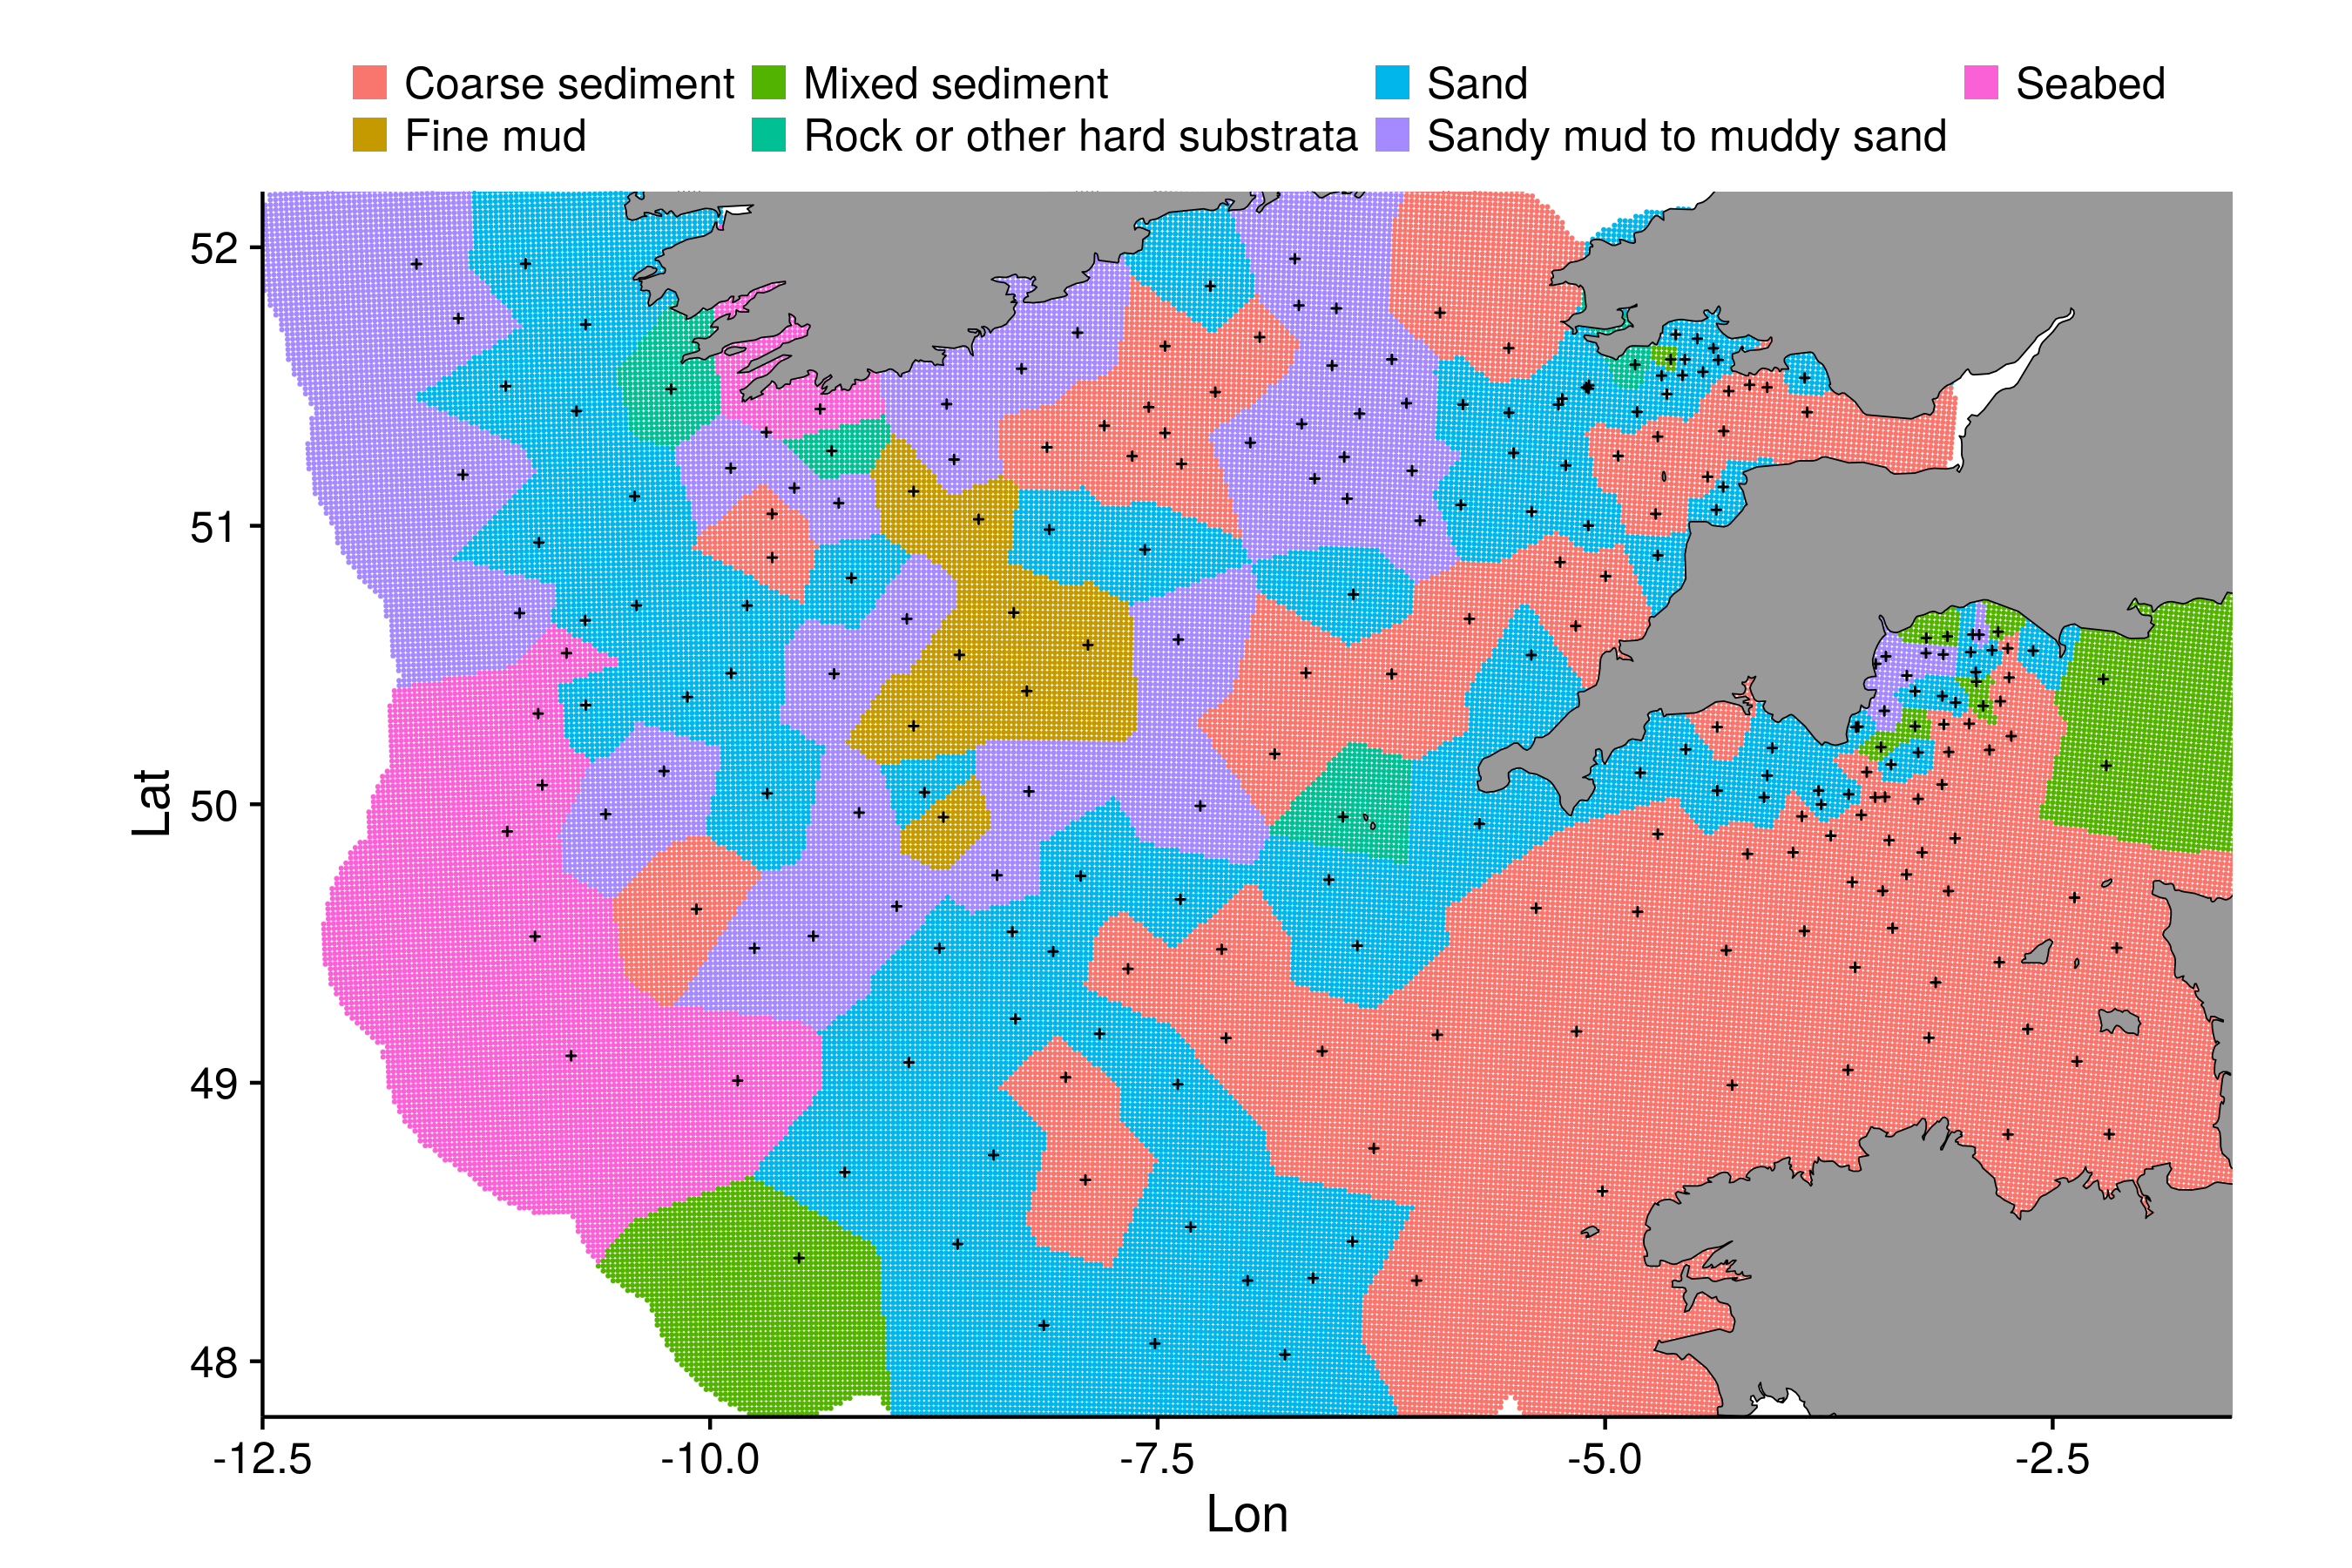 Coarse sediment Mixed sediment Sand Seabed
Fine mud Rock or other hard substrata Sandy mud to muddy sand
52
51
50
49
48
Lat
-12.5 -10.0 -7.5 -5.0 -2.5
Lon